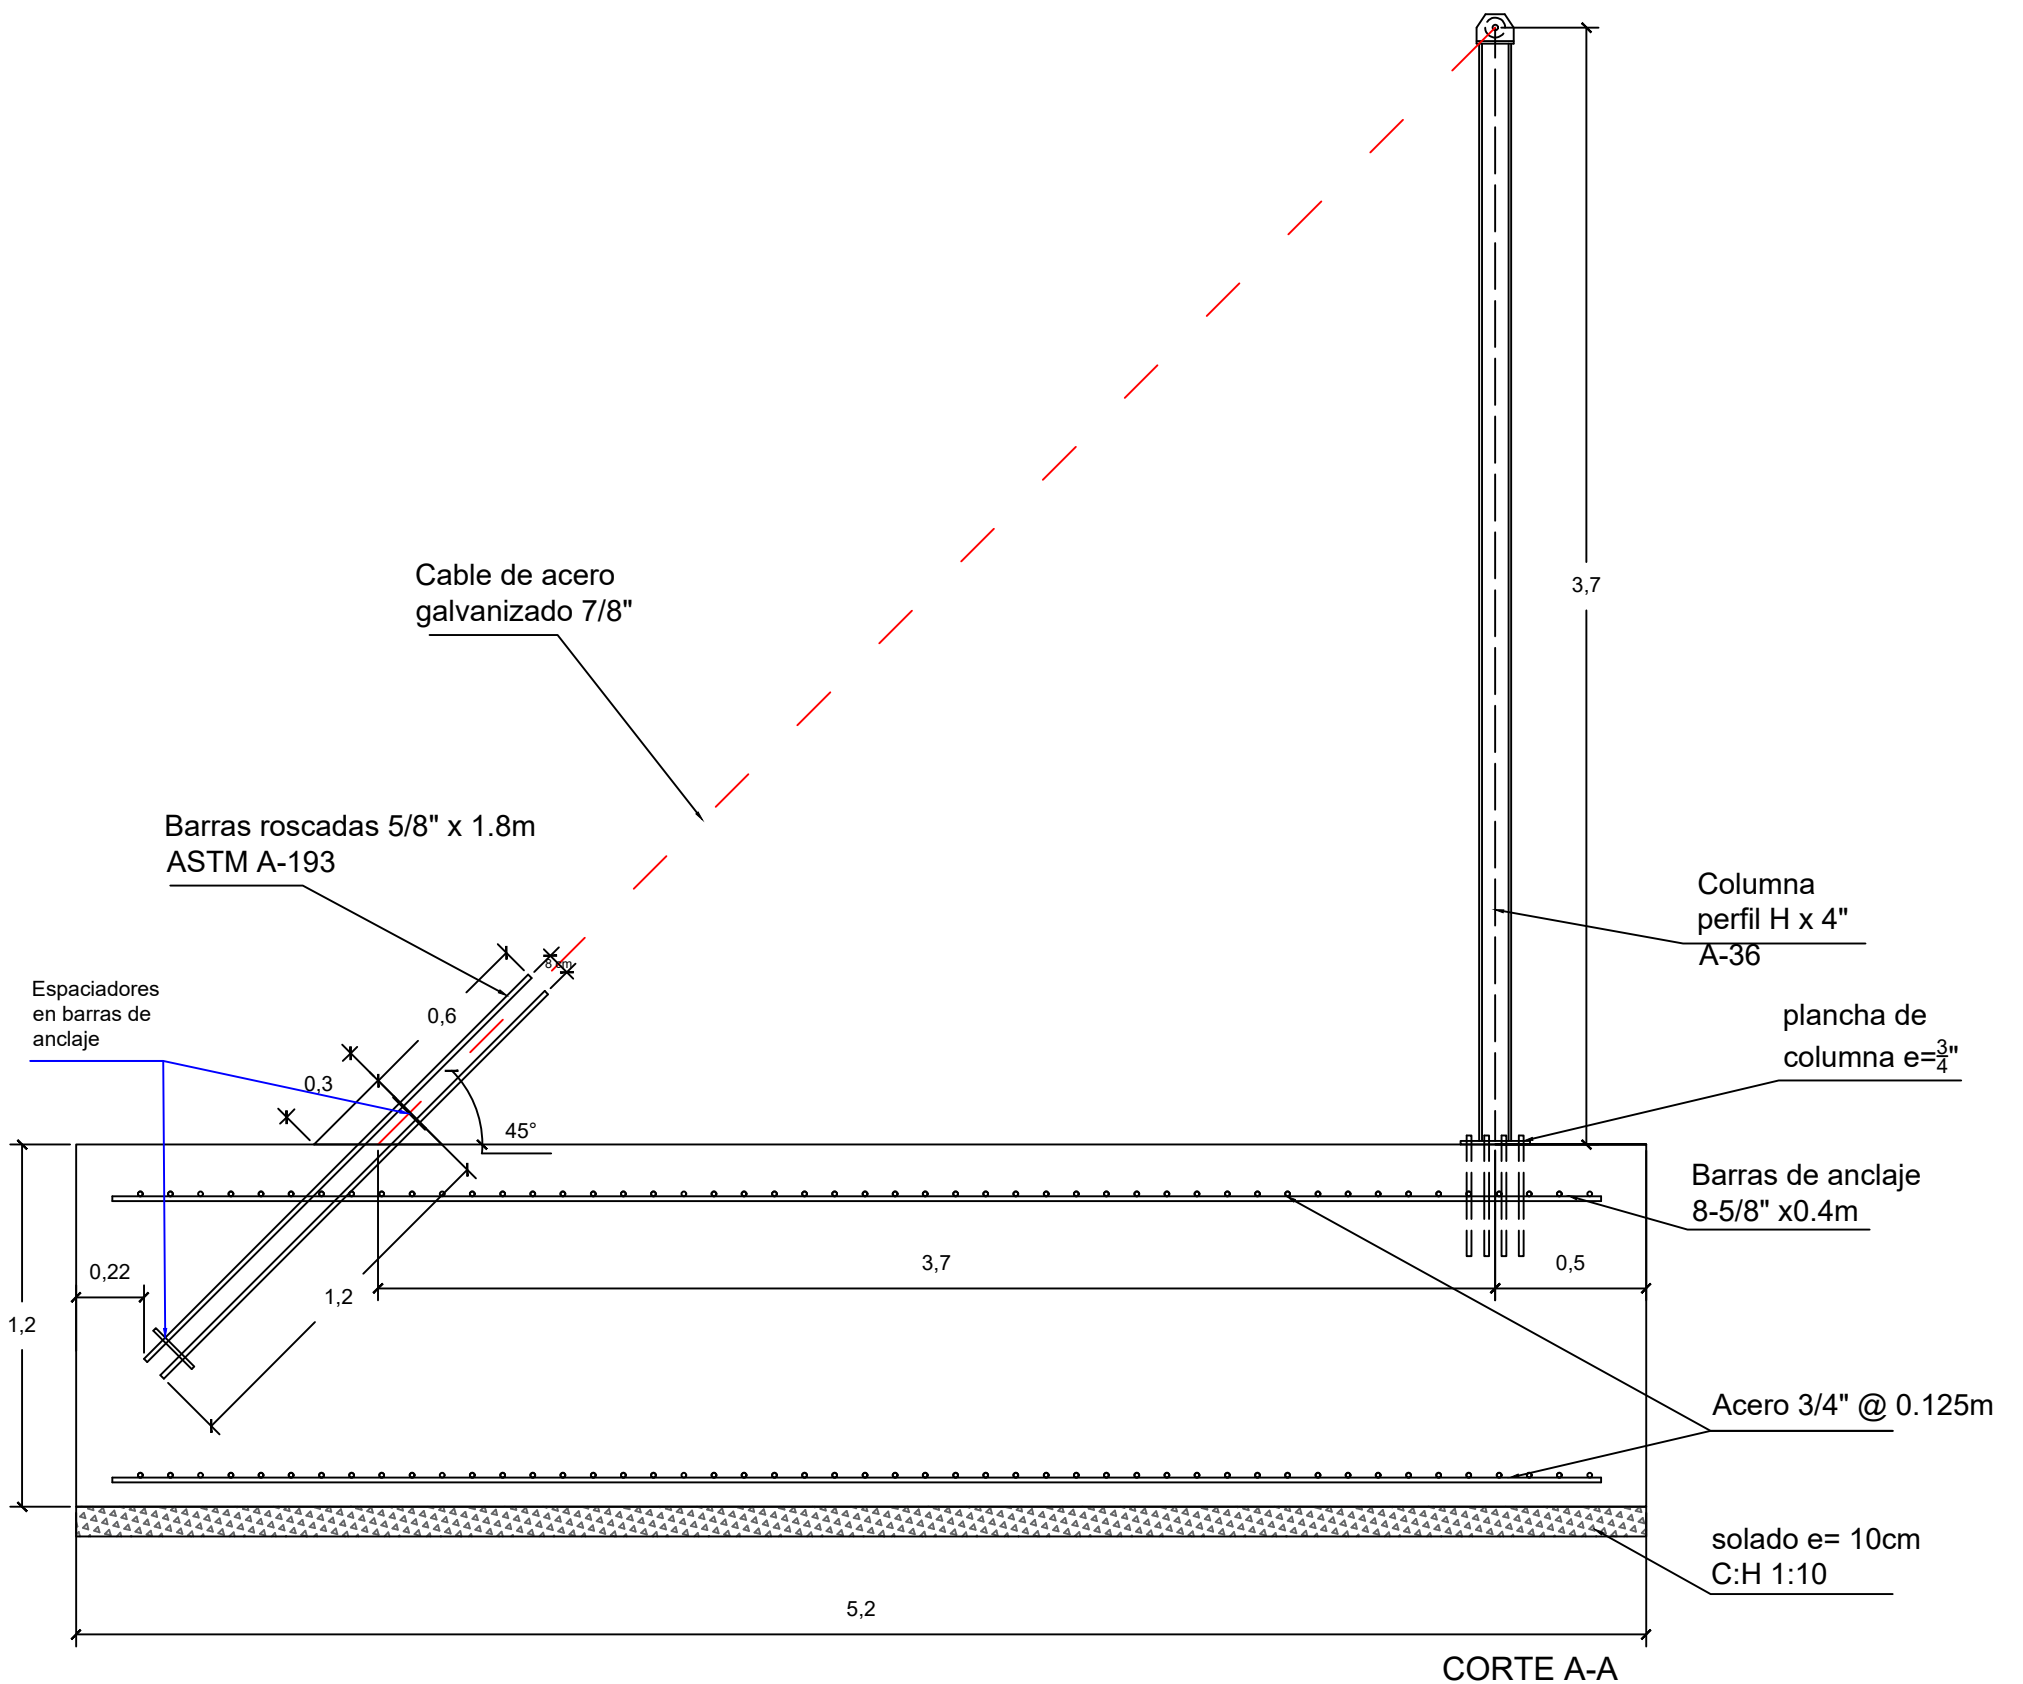 Cable de acero
galvanizado 7/8"
3,7
Barras roscadas 5/8" x 1.8m
ASTM A-193
Columna
perfil H x 4"
A-36
8 cm
Espaciadores
en barras de
anclaje
0,6
0,3
plancha de
columna e=3/4"
45°
Barras de anclaje
8-5/8" x0.4m
0,22
1,2
1,2
3,7
0,5
Acero 3/4" @ 0.125m
solado e= 10cm
C:H 1:10
5,2
CORTE A-A